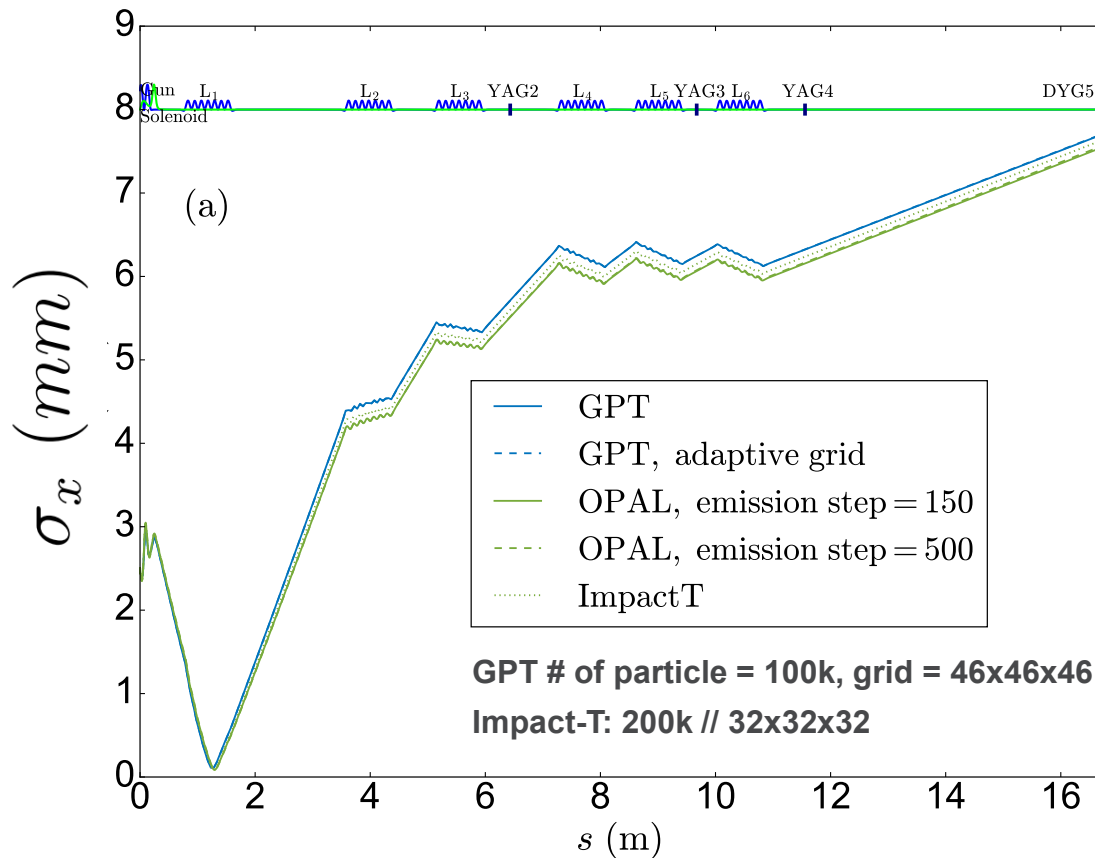 9
Gun L₁ L₂ L₃ YAG2 L₄ L₅ YAG3 L₆ YAG4 DYG5
8
Solenoid
7
(a)
6
5
4
3
2
1
0
σₓ (mm)
GPT
GPT, adaptive grid
OPAL, emission step = 150
OPAL, emission step = 500
ImpactT
GPT # of particle = 100k, grid = 46x46x46
Impact-T: 200k // 32x32x32
0 2 4 6 8 10 12 14 16
s (m)